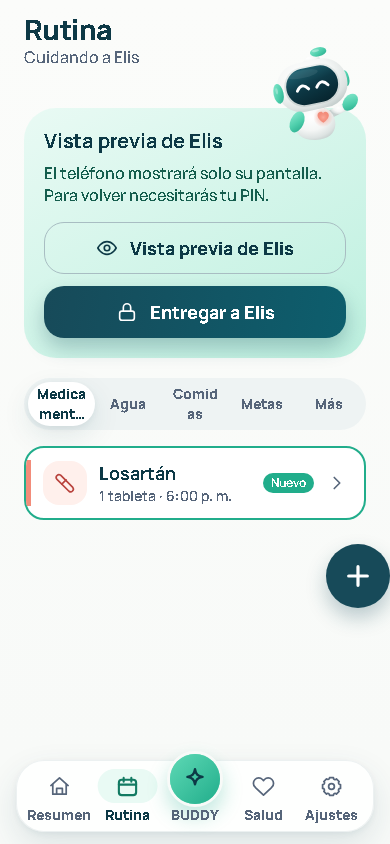 Rutina
Cuidando a Elis
Vista previa de Elis
El teléfono mostrará solo su pantalla.
Para volver necesitarás tu PIN.
Vista previa de Elis
Entregar a Elis
Medica
ment...
Agua
Comid
as
Metas
Más
Losartán
1 tableta · 6:00 p. m.
Nuevo
Resumen
Rutina
BUDDY
Salud
Ajustes